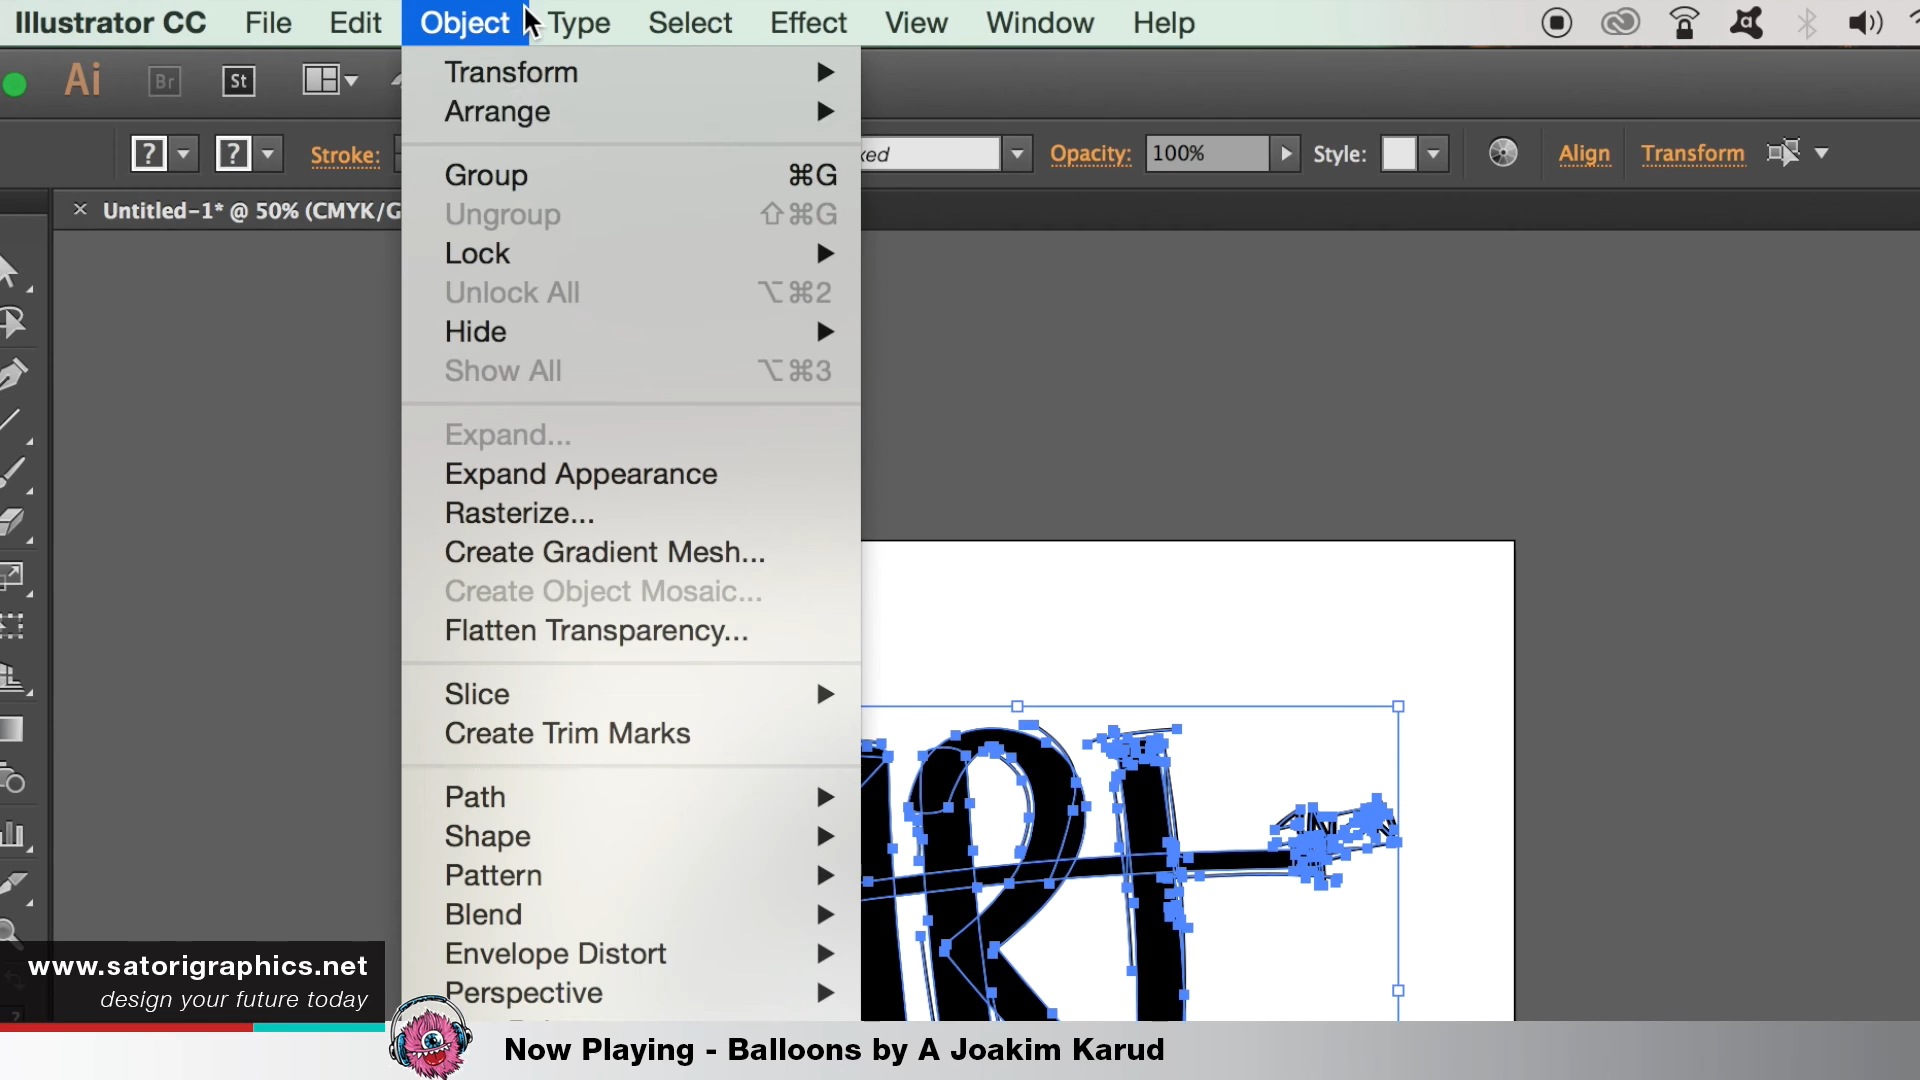 Illustrator CC File Edit Object Type Select Effect View Window Help
Ai Br St
? ? Stroke: Opacity: 100% Style: Align Transform
Untitled-1* @ 50% (CMYK/G
Transform
Arrange
Group ⌘G
Ungroup ⇧⌘G
Lock
Unlock All ⌥⌘2
Hide
Show All ⌥⌘3
Expand...
Expand Appearance
Rasterize...
Create Gradient Mesh...
Create Object Mosaic...
Flatten Transparency...
Slice
Create Trim Marks
Path
Shape
Pattern
Blend
Envelope Distort
Perspective
www.satorigraphics.net
design your future today
Now Playing - Balloons by A Joakim Karud